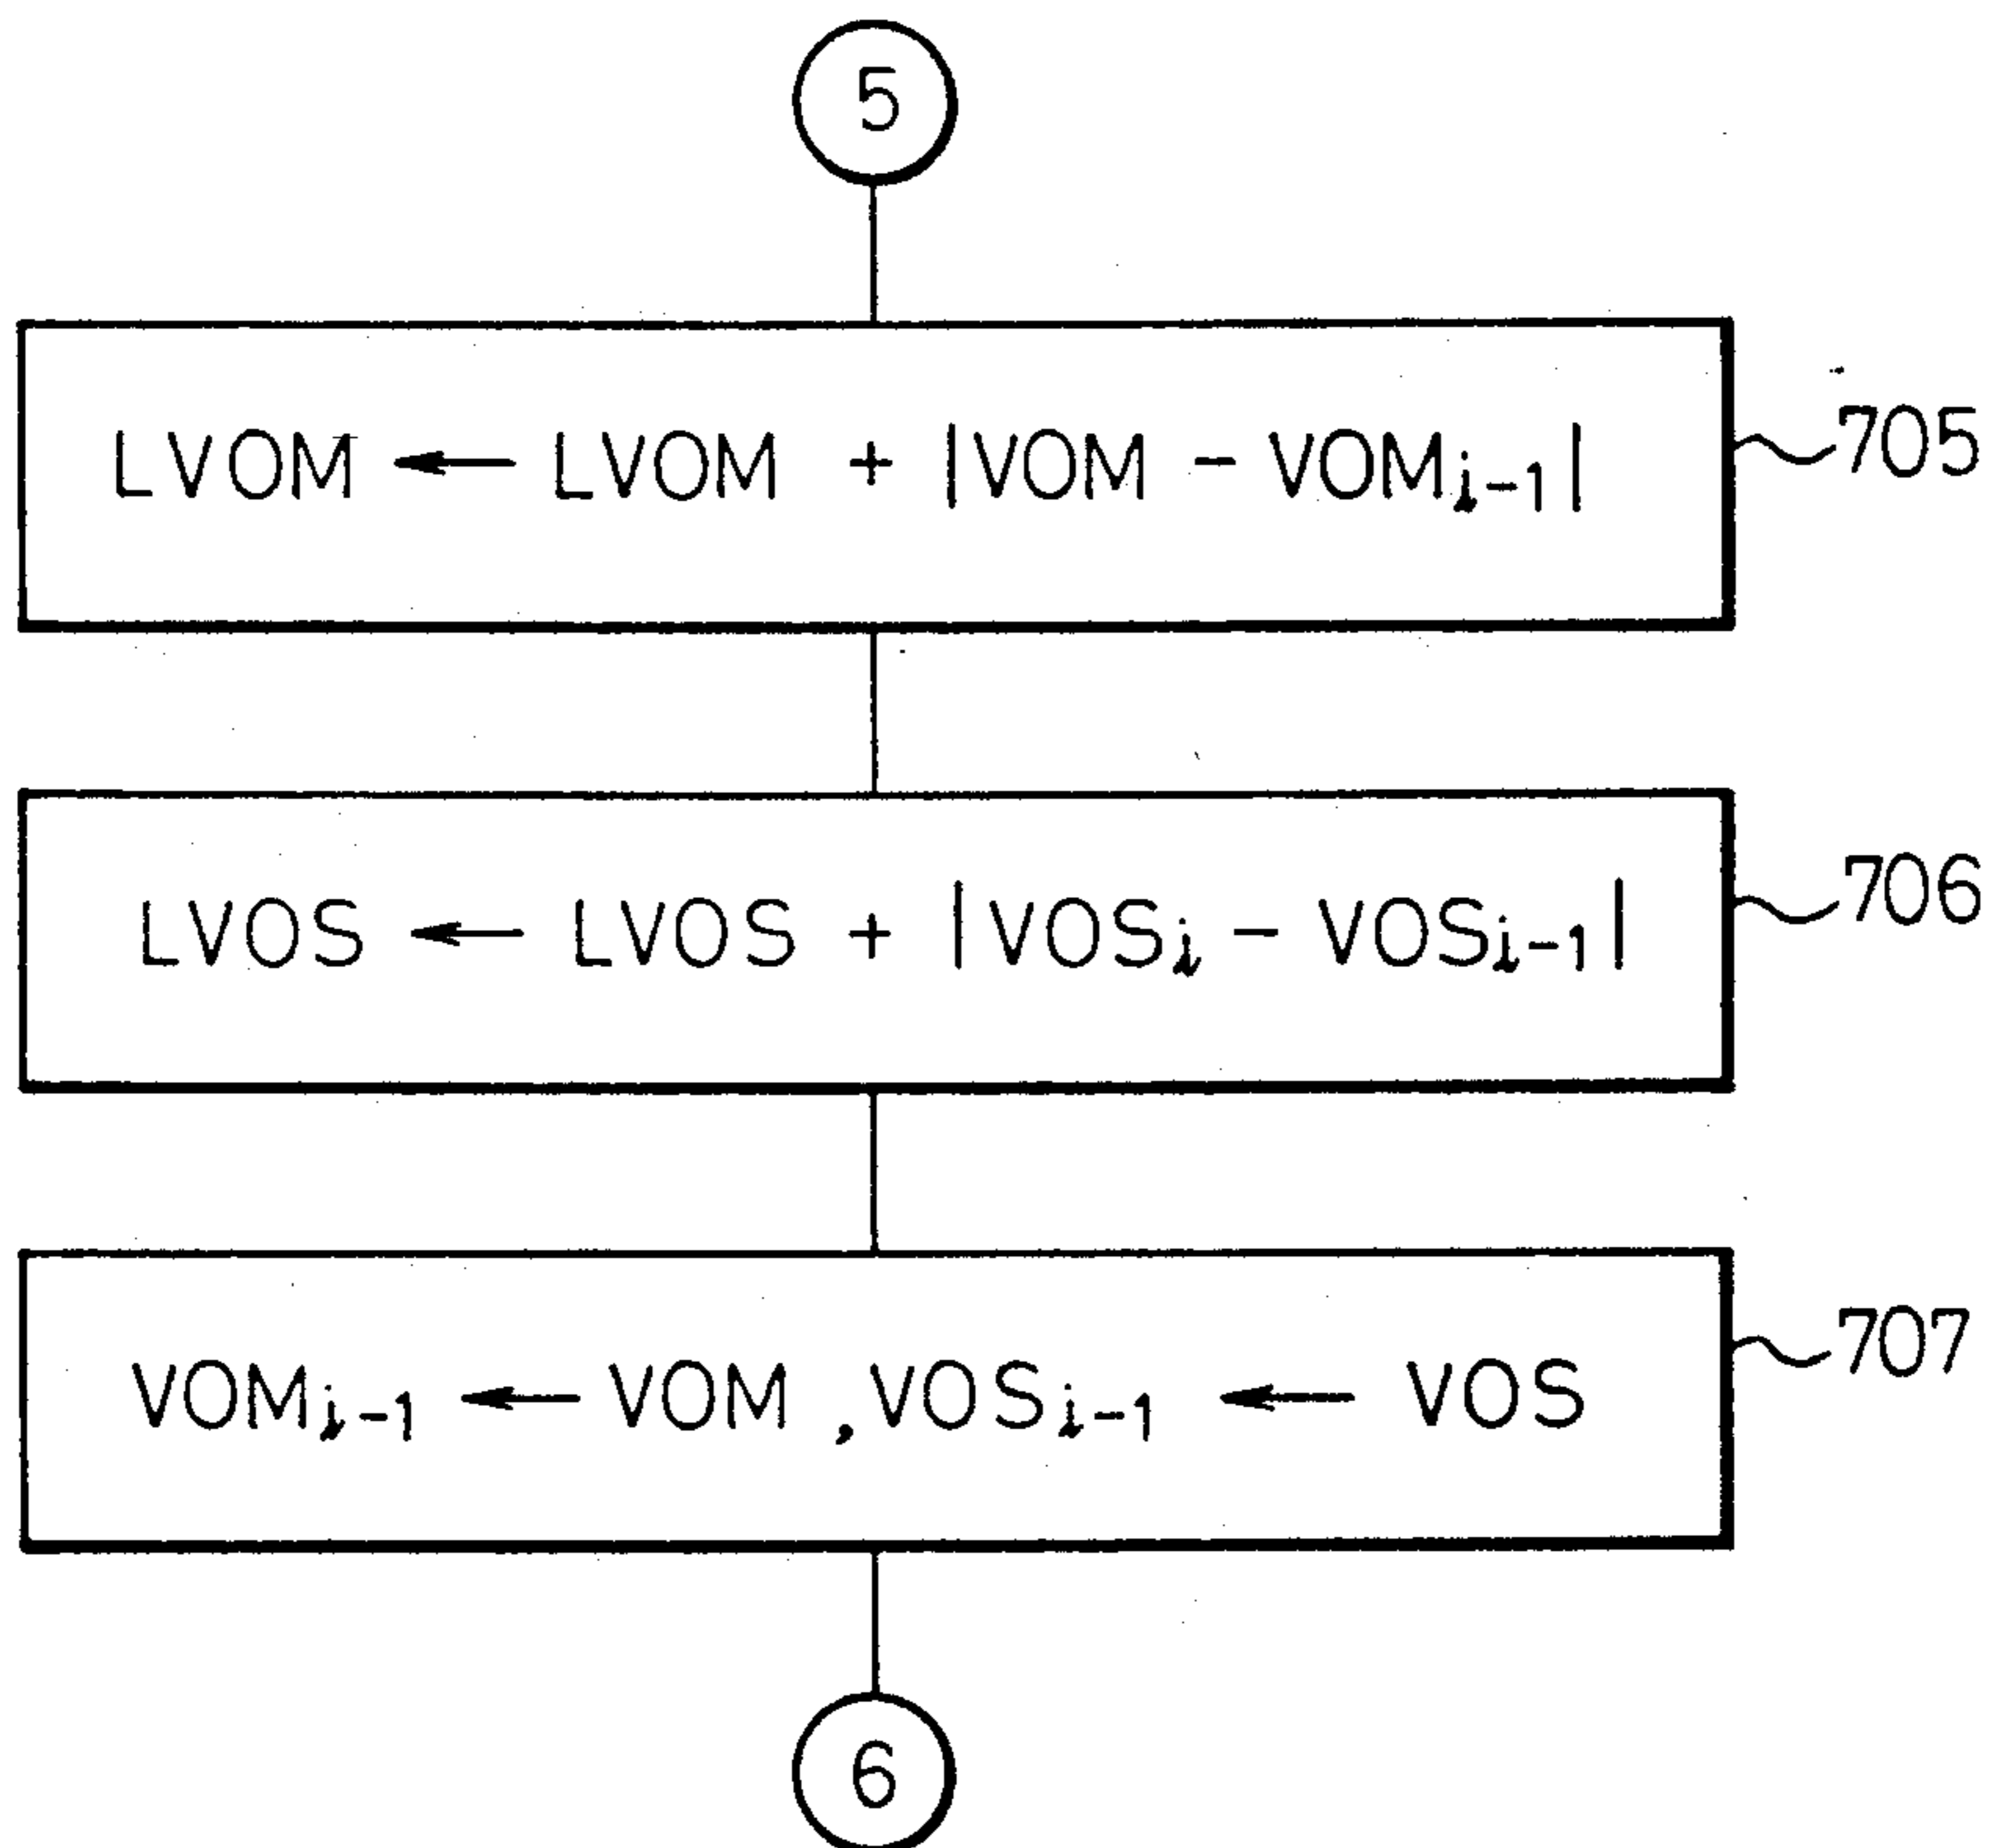 5
LVOM ← LVOM + |VOM - VOMi-1|
705
LVOS ← LVOS + |VOSi - VOSi-1|
706
VOMi-1 ← VOM , VOSi-1 ← VOS
707
6